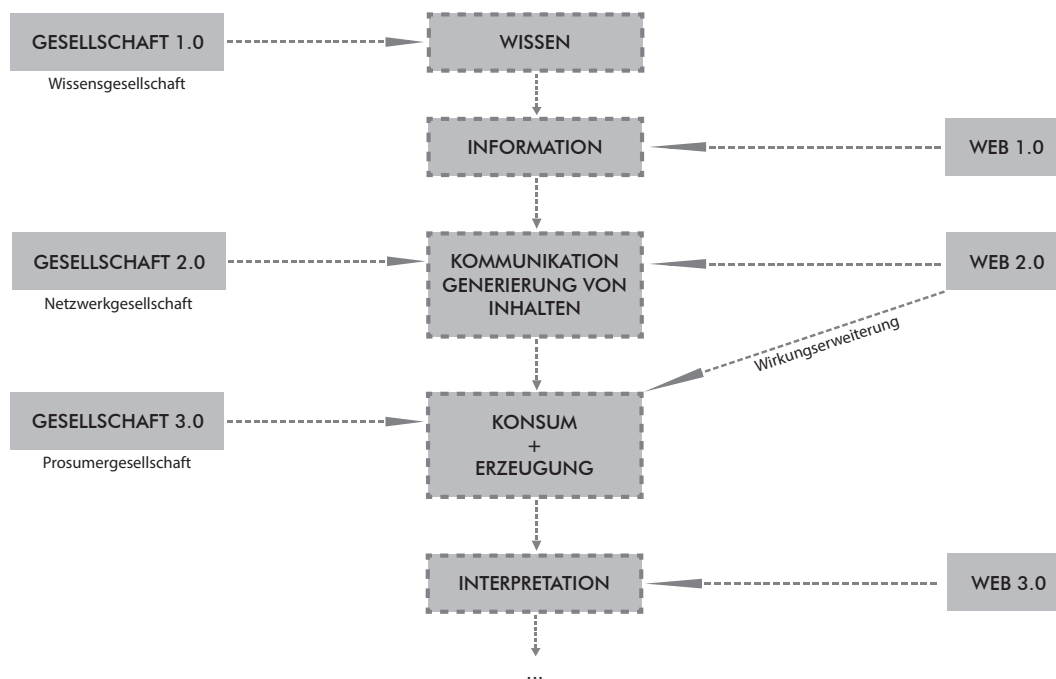 GESELLSCHAFT 1.0
Wissensgesellschaft
WISSEN
INFORMATION
WEB 1.0
GESELLSCHAFT 2.0
Netzwerkgesellschaft
KOMMUNIKATION
GENERIERUNG VON
INHALTEN
WEB 2.0
Wirkungserweiterung
GESELLSCHAFT 3.0
Prosumergesellschaft
KONSUM
+
ERZEUGUNG
INTERPRETATION
WEB 3.0
...